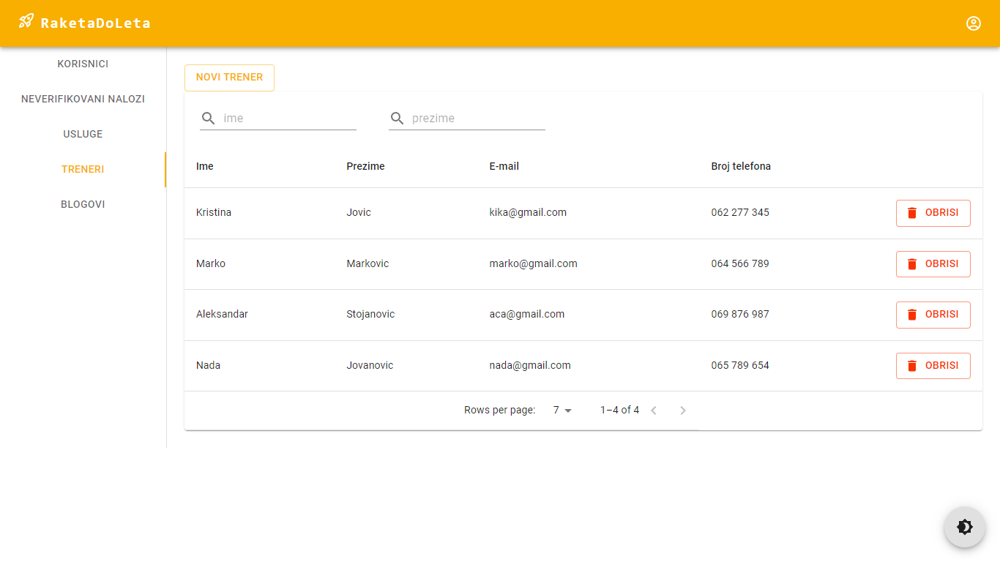 RaketaDoLeta
KORISNICI
NEVERIFIKOVANI NALOZI
USLUGE
TRENERI
BLOGOVI
NOVI TRENER
ime prezime
Ime Prezime E-mail Broj telefona
Kristina Jovic kika@gmail.com 062 277 345 OBRISI
Marko Markovic marko@gmail.com 064 566 789 OBRISI
Aleksandar Stojanovic aca@gmail.com 069 876 987 OBRISI
Nada Jovanovic nada@gmail.com 065 789 654 OBRISI
Rows per page: 7 1–4 of 4